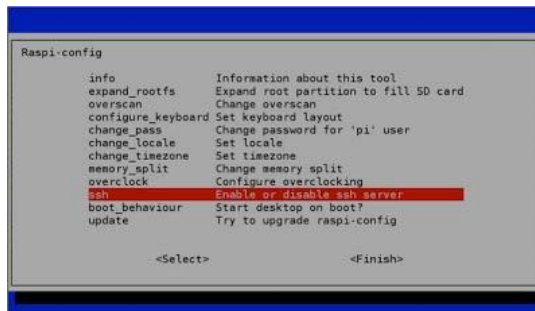 Raspi-config
info Information about this tool
expand_rootfs Expand root partition to fill SD card
overscan Change overscan
configure_keyboard Set keyboard layout
change_pass Change password for 'pi' user
change_locale Set locale
change_timezone Set timezone
memory_split Change memory split
overclock Configure overclocking
ssh Enable or disable ssh server
boot_behaviour Start desktop on boot?
update Try to upgrade raspi-config
<Select> <Finish>